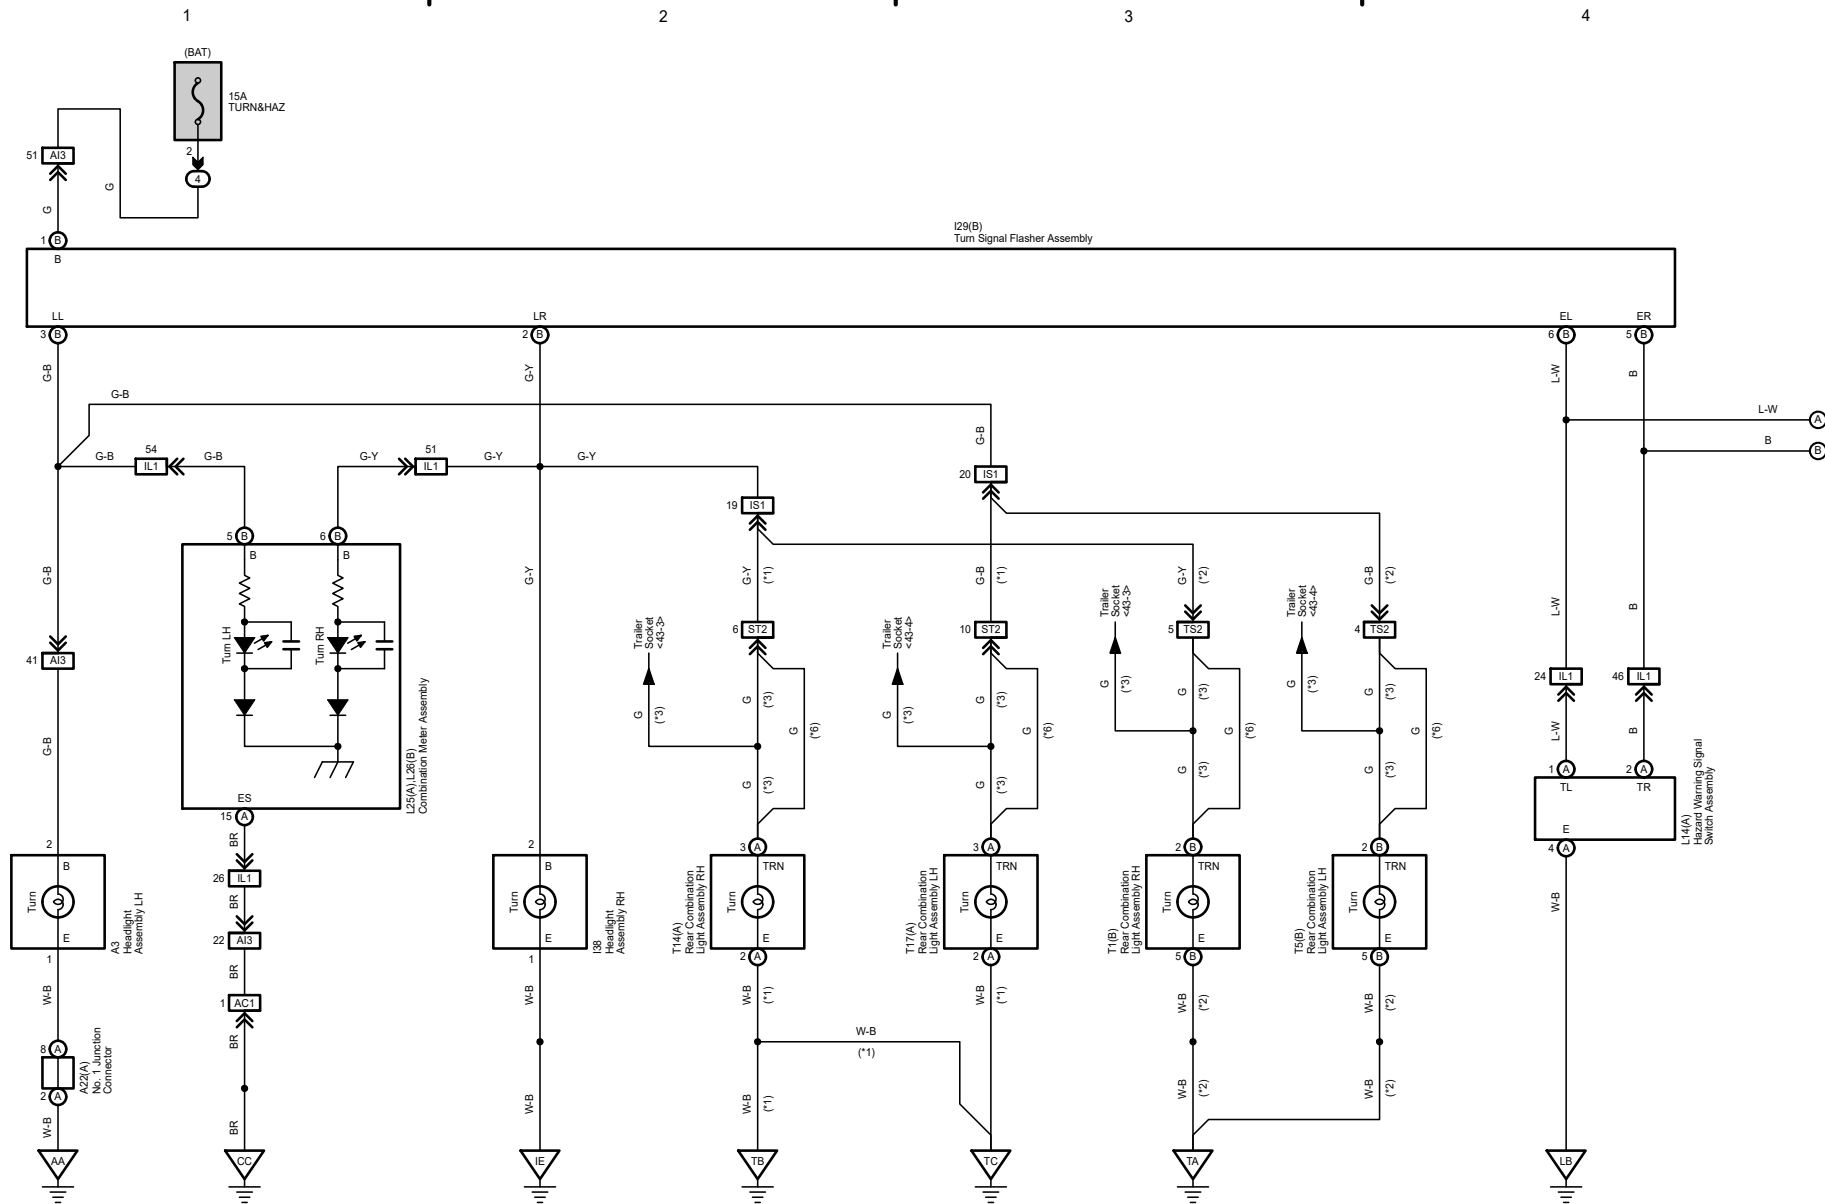 1
2
3
4
(BAT)
15A
TURN&HAZ
2
4
51
AI3
G
G
1
B
B
I29(B)
Turn Signal Flasher Assembly
LL
LR
EL
ER
3
B
2
B
6
B
5
B
G-B
G-Y
L-W
B
G-B
L-W
A
B
B
G-B
54
IL1
G-B
G-Y
51
IL1
G-Y
G-Y
G-B
20
IS1
19
IS1
5
B
6
B
B
B
G-B
G-Y
G-Y
(*1)
G-B
(*1)
G-Y
(*2)
G-B
(*2)
L-W
B
Turn LH
Turn RH
Trailer
Socket
<43-3>
Trailer
Socket
<43-4>
Trailer
Socket
<43-3>
Trailer
Socket
<43-4>
6
ST2
10
ST2
5
TS2
4
TS2
41
AI3
24
IL1
46
IL1
G
(*3)
G
(*3)
G
(*6)
G
(*3)
G
(*3)
G
(*6)
G
(*3)
G
(*3)
G
(*6)
G
(*3)
G
(*3)
G
(*6)
G-B
L-W
B
L25(A),L26(B)
Combination Meter Assembly
G
(*3)
G
(*3)
G
(*3)
G
(*3)
1
A
2
A
TL
TR
E
L14(A)
Hazard Warning Signal
Switch Assembly
4
A
ES
15
A
BR
26
IL1
BR
22
AI3
BR
1
AC1
BR
BR
2
B
Turn
E
1
A3
Headlight
Assembly LH
2
B
Turn
E
1
I38
Headlight
Assembly RH
3
A
TRN
Turn
E
2
A
T14(A)
Rear Combination
Light Assembly RH
3
A
TRN
Turn
E
2
A
T17(A)
Rear Combination
Light Assembly LH
2
B
TRN
Turn
E
5
B
T1(B)
Rear Combination
Light Assembly RH
2
B
TRN
Turn
E
5
B
T5(B)
Rear Combination
Light Assembly LH
W-B
W-B
W-B
W-B
(*1)
W-B
(*1)
W-B
(*2)
W-B
(*2)
8
A
2
A
A22(A)
No. 1 Junction
Connector
W-B
(*1)
W-B
W-B
W-B
(*1)
W-B
(*2)
W-B
(*2)
AA
CC
IE
TB
TC
TA
LB